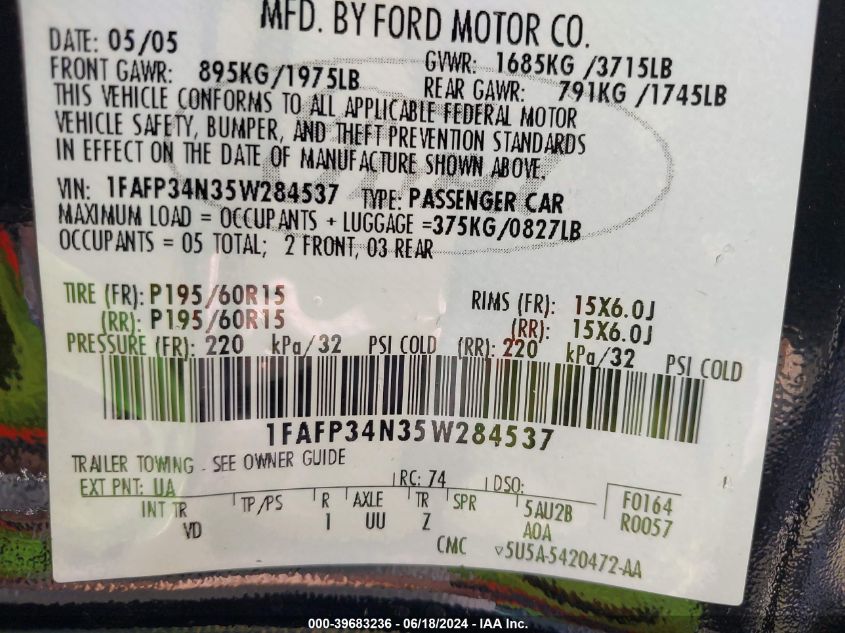 MFD. BY FORD MOTOR CO.
DATE: 05/05 GVWR: 1685KG /3715LB
FRONT GAWR: 895KG/1975LB REAR GAWR: 791KG /1745LB
THIS VEHICLE CONFORMS TO ALL APPLICABLE FEDERAL MOTOR
VEHICLE SAFETY, BUMPER, AND THEFT PREVENTION STANDARDS
IN EFFECT ON THE DATE OF MANUFACTURE SHOWN ABOVE.
VIN: 1FAFP34N35W284537 TYPE: PASSENGER CAR
MAXIMUM LOAD = OCCUPANTS + LUGGAGE =375KG/0827LB
OCCUPANTS = 05 TOTAL; 2 FRONT, 03 REAR
TIRE (FR): P195/60R15 RIMS (FR): 15X6.0J
(RR): P195/60R15 (RR): 15X6.0J
PRESSURE (FR): 220 kPa/32 PSI COLD (RR): 220 kPa/32 PSI COLD
1FAFP34N35W284537
TRAILER TOWING - SEE OWNER GUIDE
EXT PNT: UA RC: 74 DSO:
INT TR TP/PS R AXLE TR SPR 5AU2B F0164
VD 1 UU Z A0A R0057
CMC ▽5U5A-5420472-AA
000-39683236 - 06/18/2024 - IAA Inc.